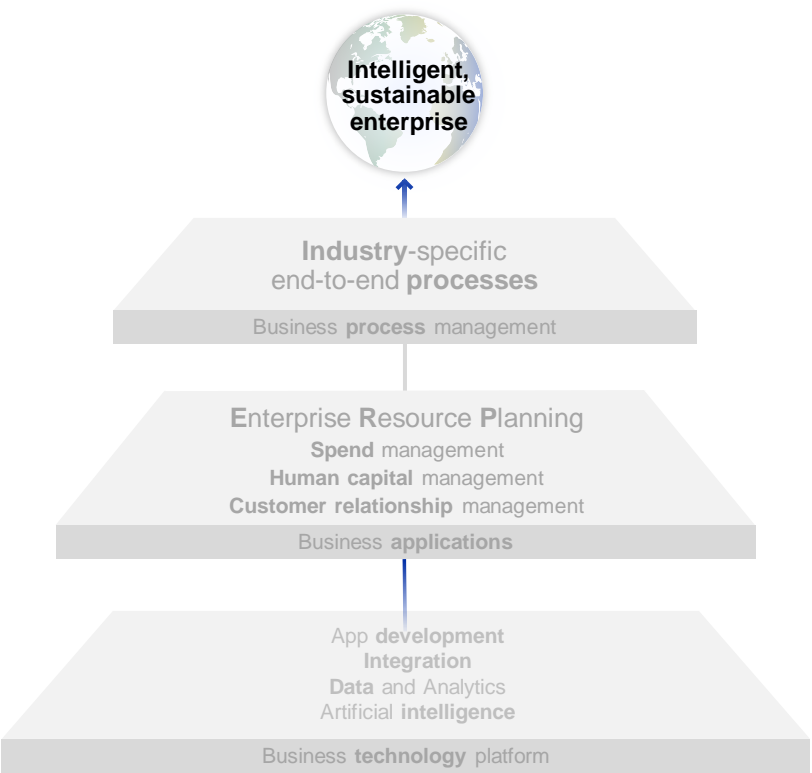 Intelligent,
sustainable
enterprise
Industry-specific
end-to-end processes
Business process management
Enterprise Resource Planning
Spend management
Human capital management
Customer relationship management
Business applications
App development
Integration
Data and Analytics
Artificial intelligence
Business technology platform